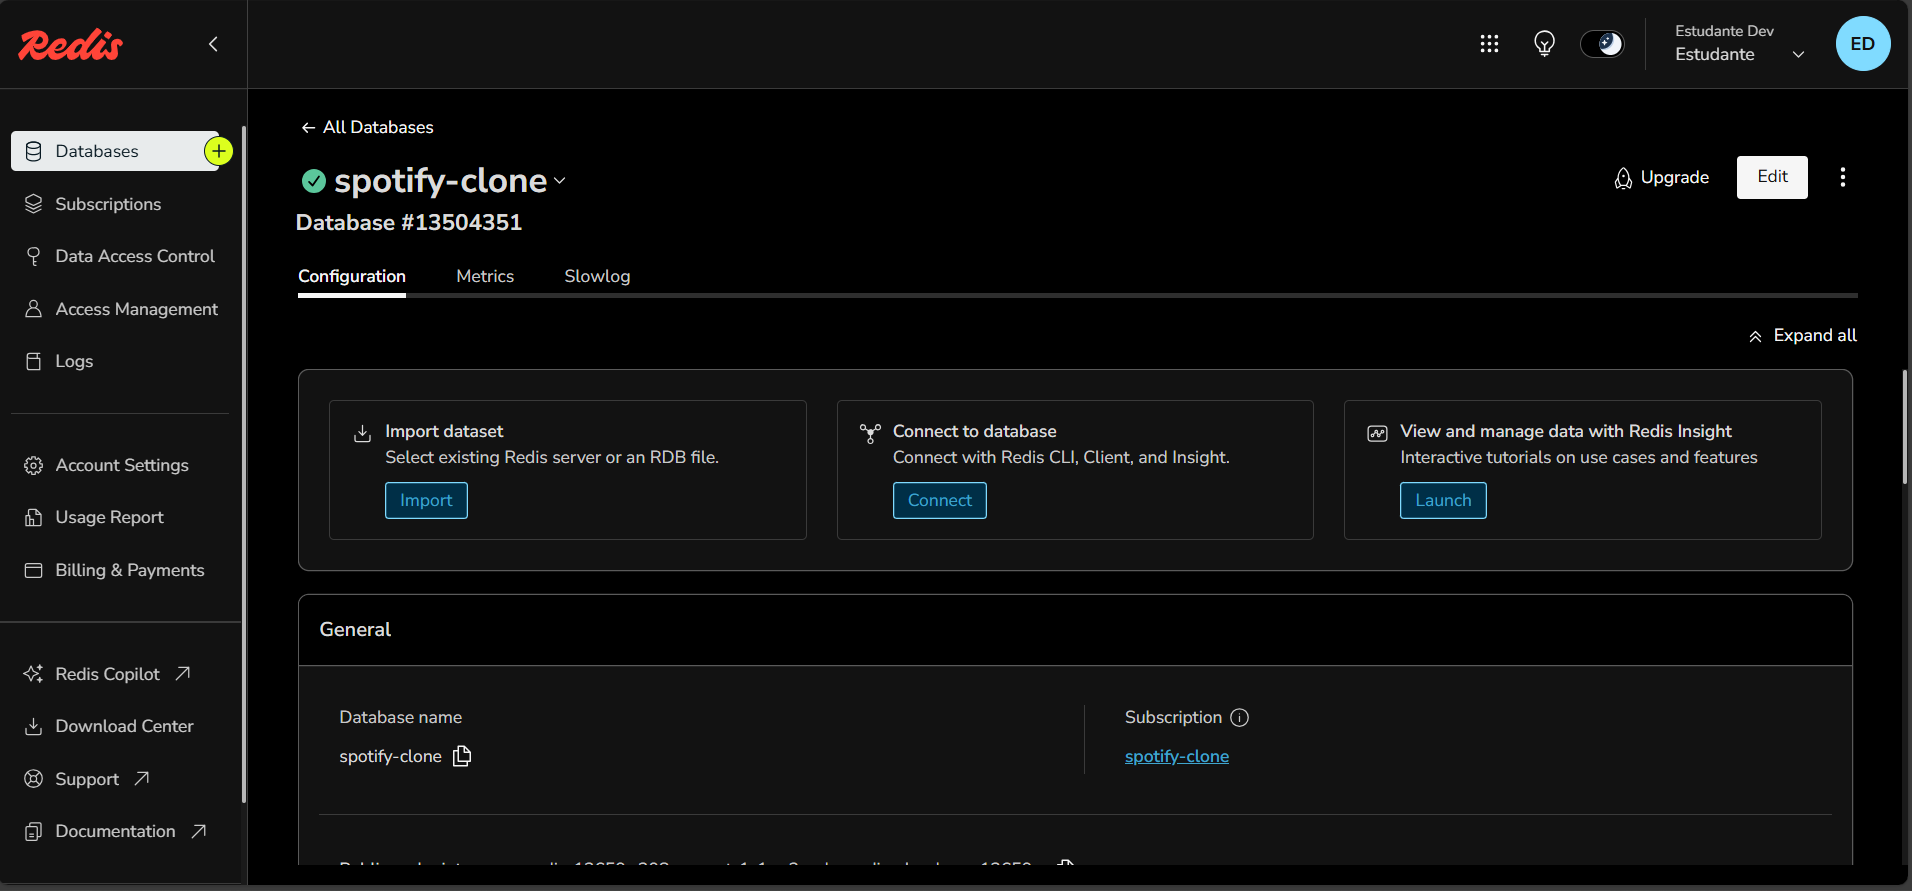 Redis
Estudante Dev
Estudante
ED
Databases
Subscriptions
Data Access Control
Access Management
Logs
Account Settings
Usage Report
Billing & Payments
Redis Copilot
Download Center
Support
Documentation
All Databases
spotify-clone
Database #13504351
Upgrade
Edit
Configuration
Metrics
Slowlog
Expand all
Import dataset
Select existing Redis server or an RDB file.
Import
Connect to database
Connect with Redis CLI, Client, and Insight.
Connect
View and manage data with Redis Insight
Interactive tutorials on use cases and features
Launch
General
Database name
spotify-clone
Subscription
spotify-clone